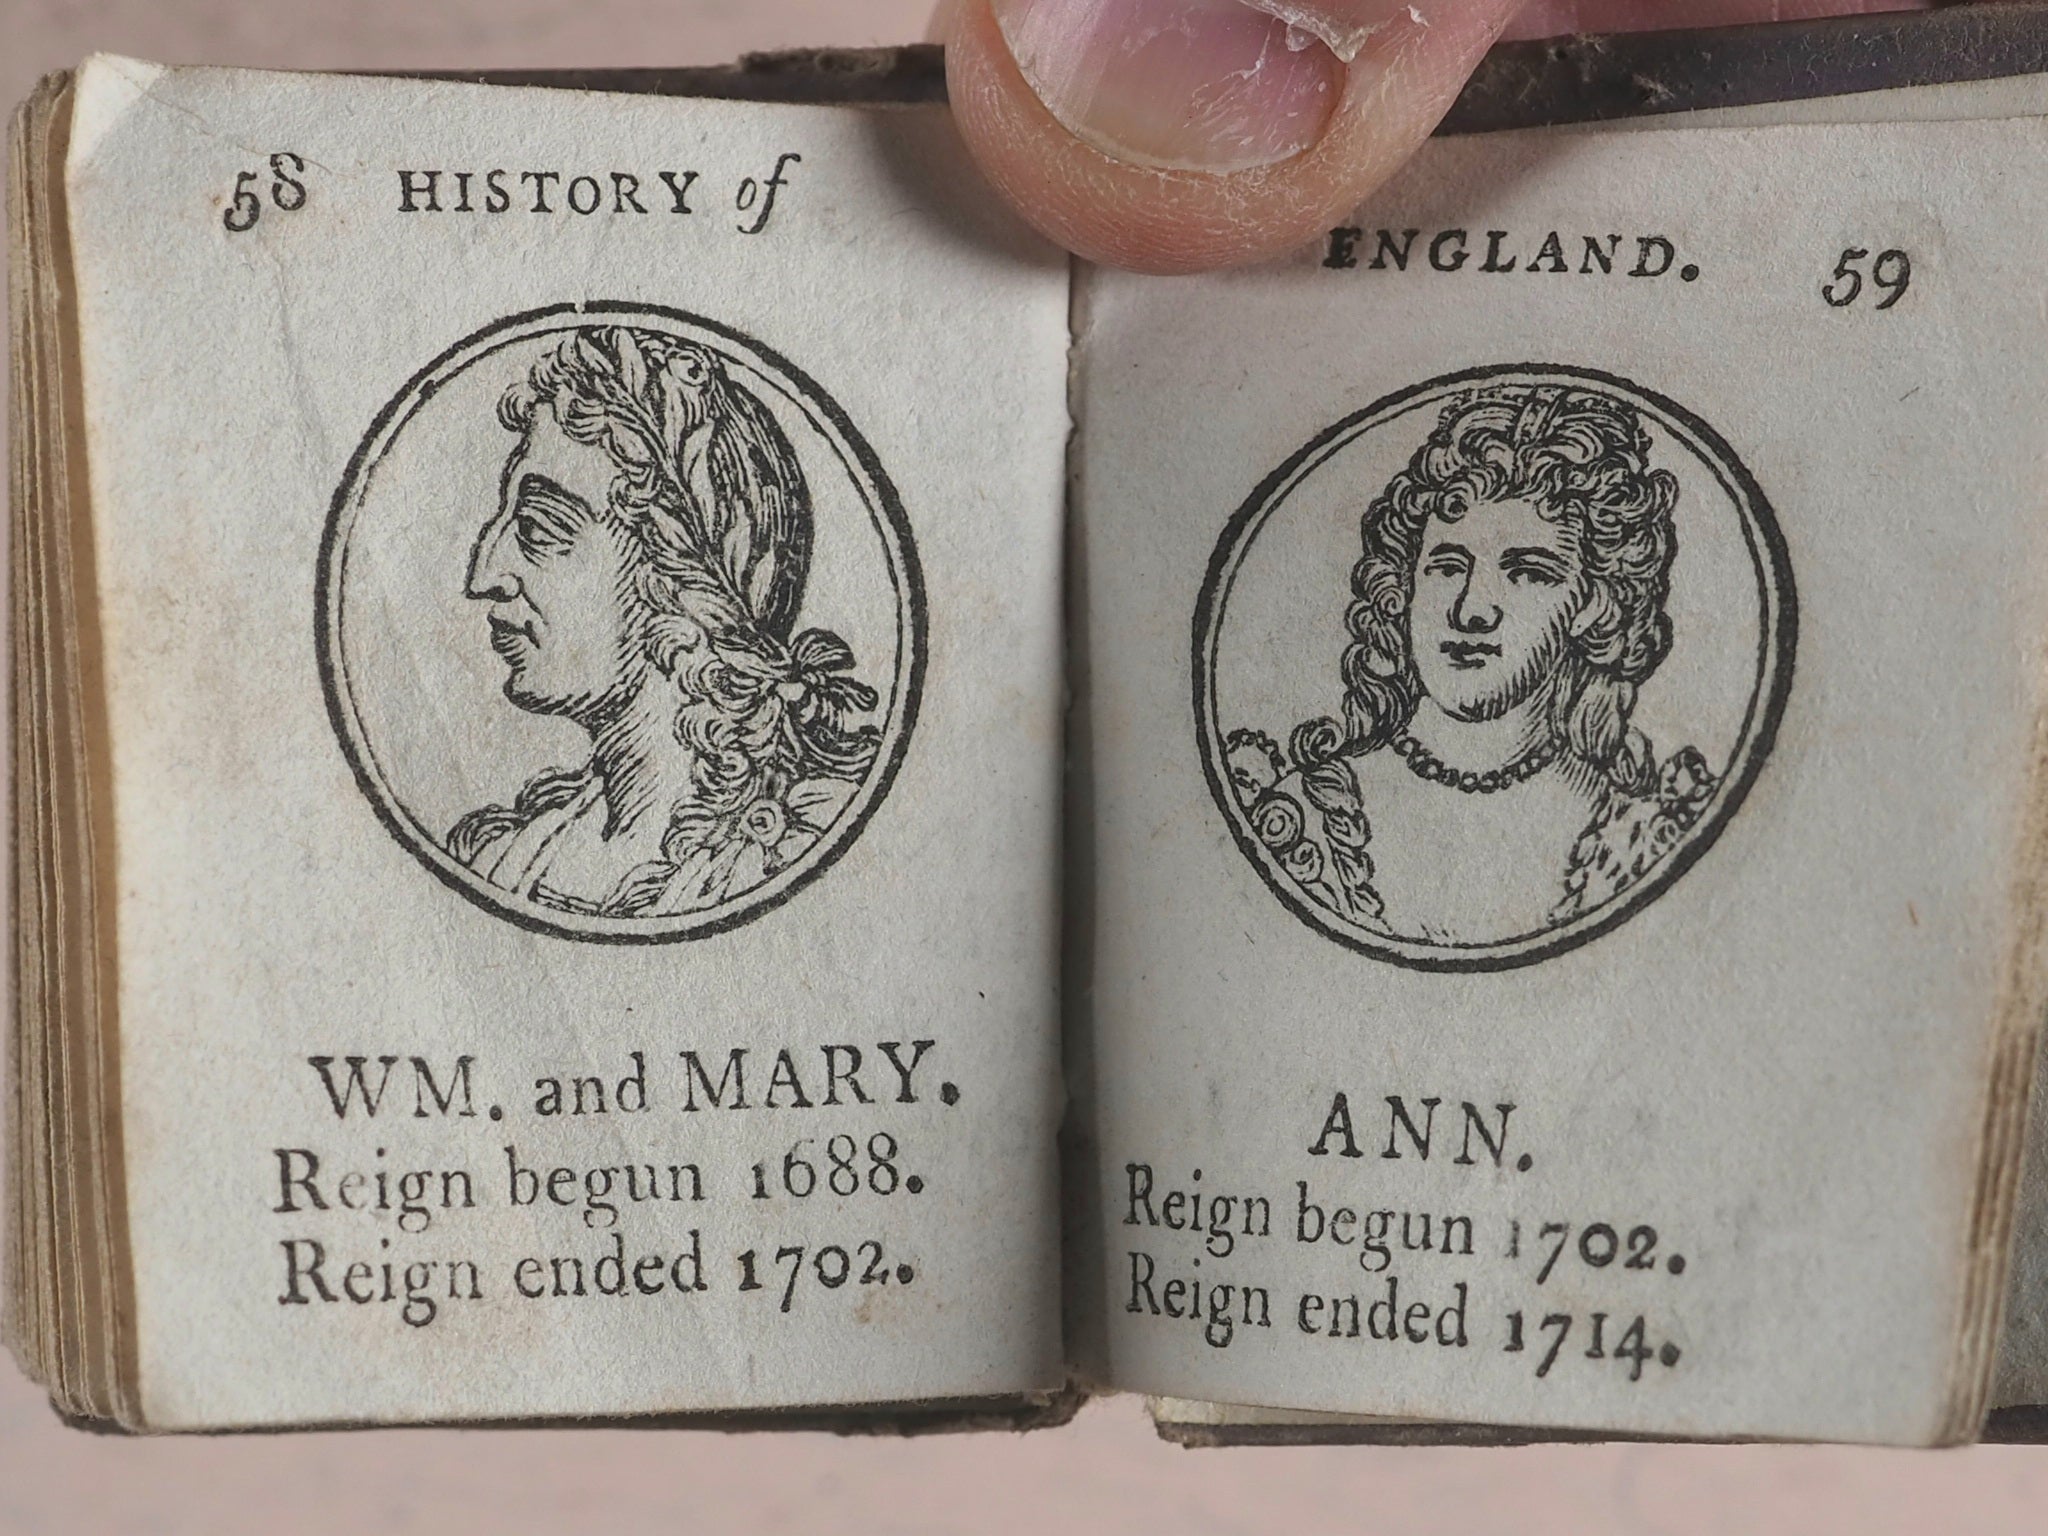 58 HISTORY of
WM. and MARY.
Reign begun 1688.
Reign ended 1702.
ENGLAND. 59
ANN.
Reign begun 1702.
Reign ended 1714.